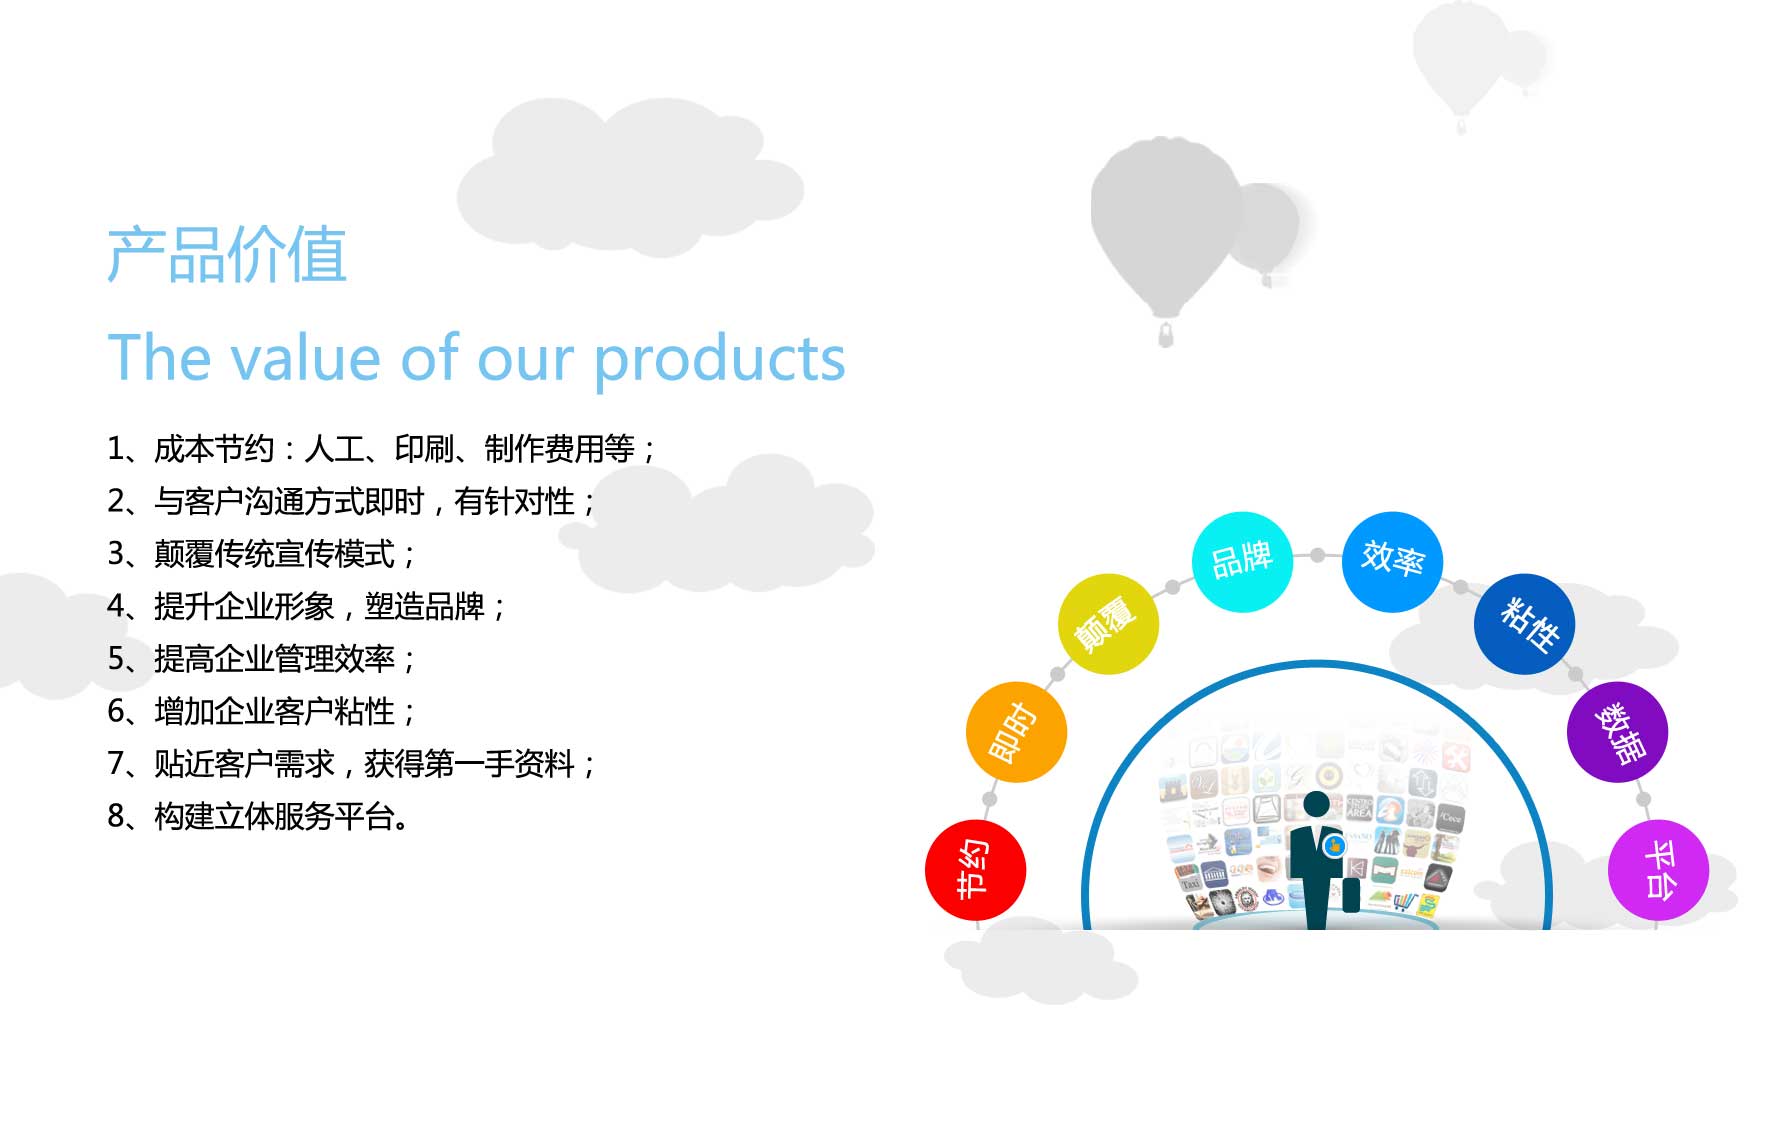 产品价值
The value of our products
1、成本节约：人工、印刷、制作费用等；
2、与客户沟通方式即时，有针对性；
3、颠覆传统宣传模式；
4、提升企业形象，塑造品牌；
5、提高企业管理效率；
6、增加企业客户粘性；
7、贴近客户需求，获得第一手资料；
8、构建立体服务平台。
节约
即时
颠覆
品牌
效率
粘性
数据
平台
Taxi